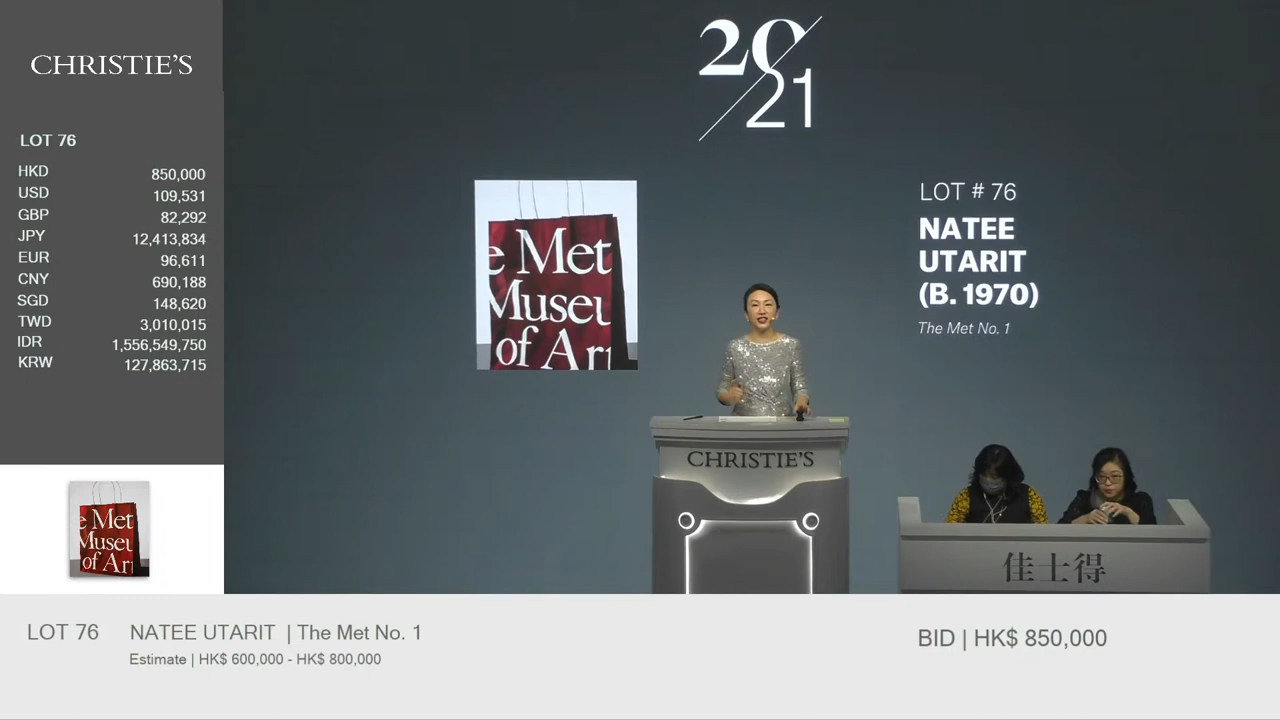 CHRISTIE'S
LOT 76
HKD 850,000
USD 109,531
GBP 82,292
JPY 12,413,834
EUR 96,611
CNY 690,188
SGD 148,620
TWD 3,010,015
IDR 1,556,549,750
KRW 127,863,715
20/21
e Met
Museu
of Ar
LOT # 76
NATEE
UTARIT
(B. 1970)
The Met No. 1
CHRISTIE'S
佳士得
e Met
Museu
of Ar
LOT 76 NATEE UTARIT | The Met No. 1
Estimate | HK$ 600,000 - HK$ 800,000
BID | HK$ 850,000